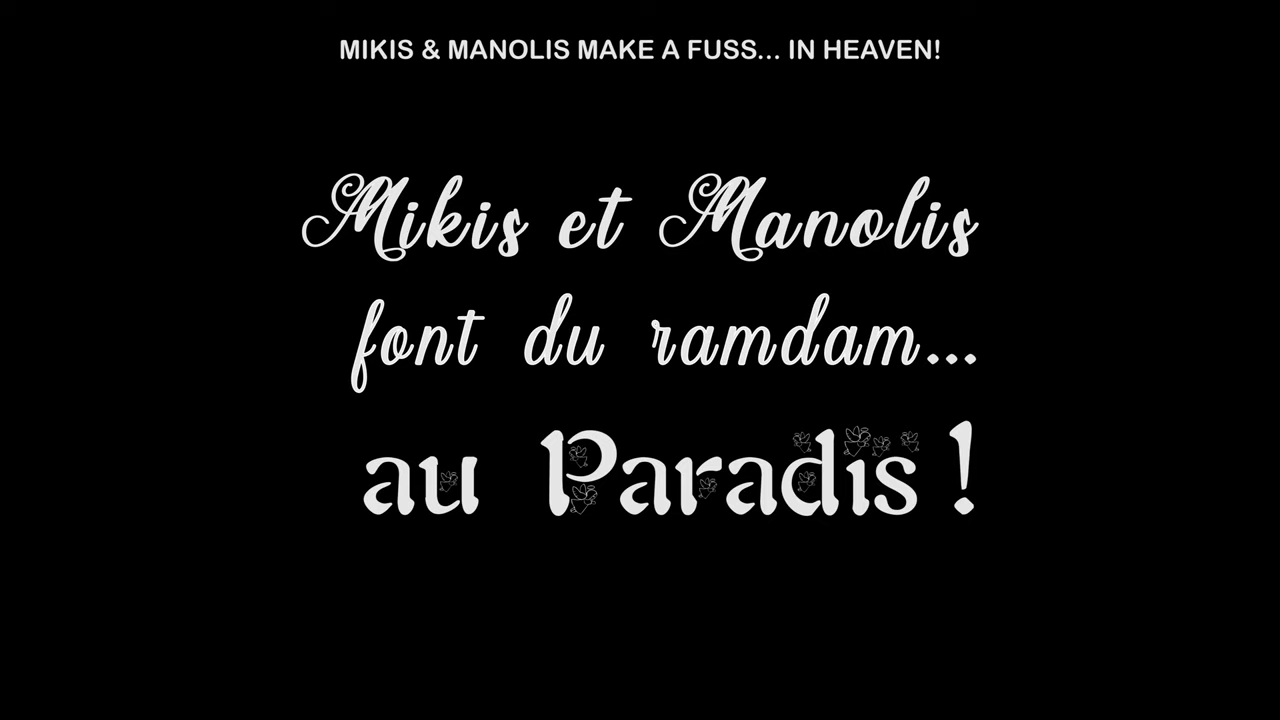 MIKIS & MANOLIS MAKE A FUSS... IN HEAVEN!
Mikis et Manolis
font du ramdam...
au Paradis !